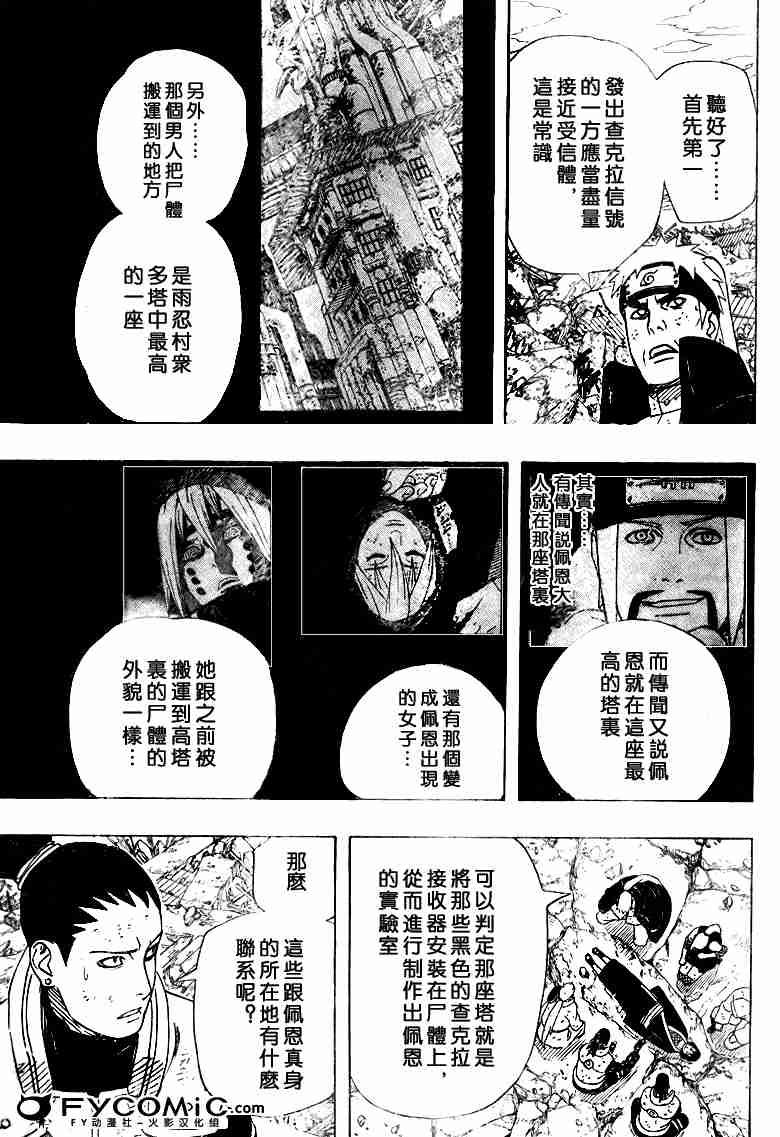 聽好了……
首先第一
發出查克拉信號
的一方應當盡量
接近受信體，
這是常識
另外……
那個男人把尸體
搬運到的地方
是雨忍村衆
多塔中最高
的一座
其實……
有傳聞説佩恩大
人就在那座塔裏
而傳聞又説佩
恩就在這座最
高的塔裏
還有那個變
成佩恩出現
的女子…
她跟之前被
搬運到高塔
裏的尸體的
外貌一樣…
可以判定那座塔就是
將那些黑色的查克拉
接收器安裝在尸體上，
從而進行制作出佩恩
的實驗室
那麽
這些跟佩恩真身
的所在地有什麽
聯系呢？
FYCOMiC.com
FY动漫社-火影汉化组